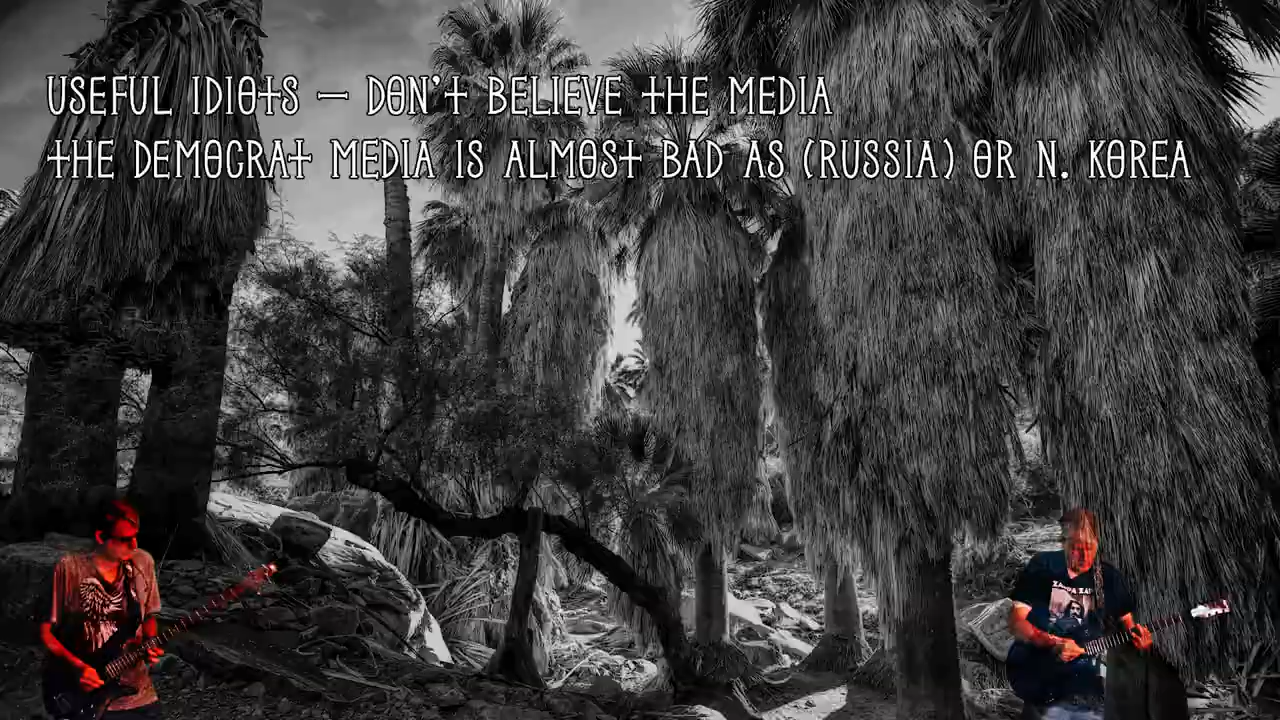 USEFUL IDIOTS — DON'T BELIEVE THE MEDIA
THE DEMOCRAT MEDIA IS ALMOST BAD AS (RUSSIA) OR N. KOREA